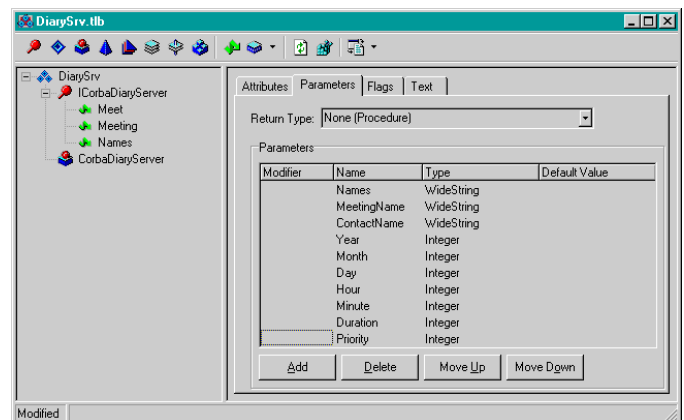 DiarySrv.tlb
DiarySrv
ICorbaDiaryServer
Meet
Meeting
Names
CorbaDiaryServer
Attributes Parameters Flags Text
Return Type: None (Procedure)
Parameters
Modifier Name Type Default Value
Names WideString
MeetingName WideString
ContactName WideString
Year Integer
Month Integer
Day Integer
Hour Integer
Minute Integer
Duration Integer
Priority Integer
Add Delete Move Up Move Down
Modified